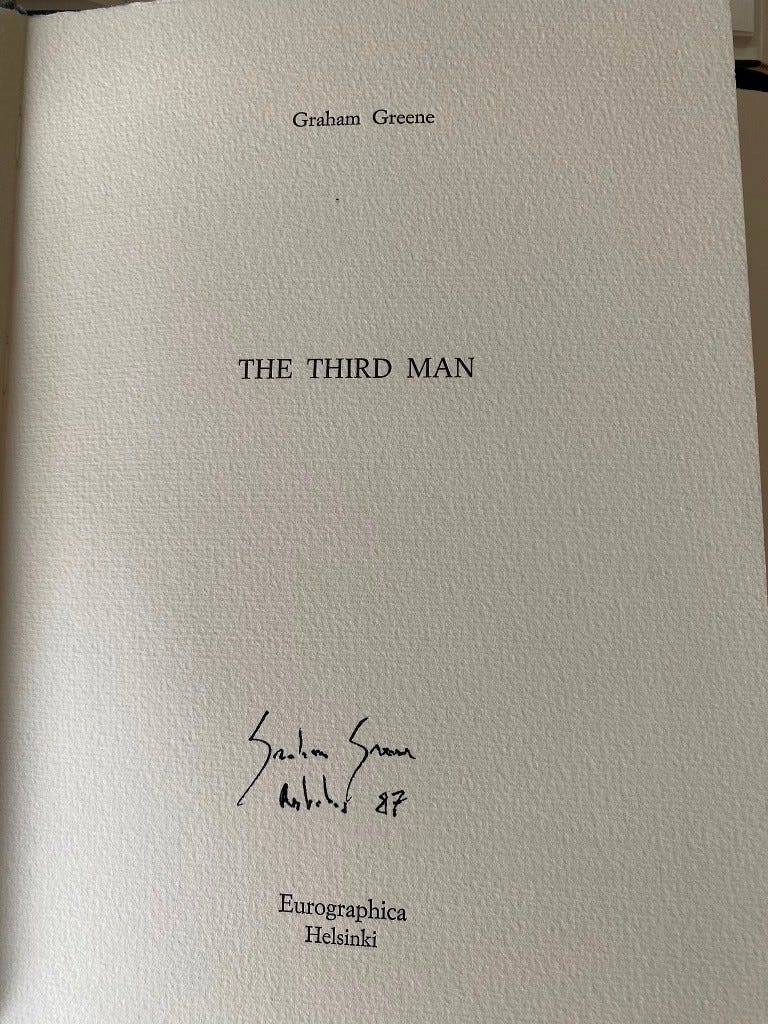 Graham Greene
THE THIRD MAN
Graham Greene
87
Eurographica
Helsinki